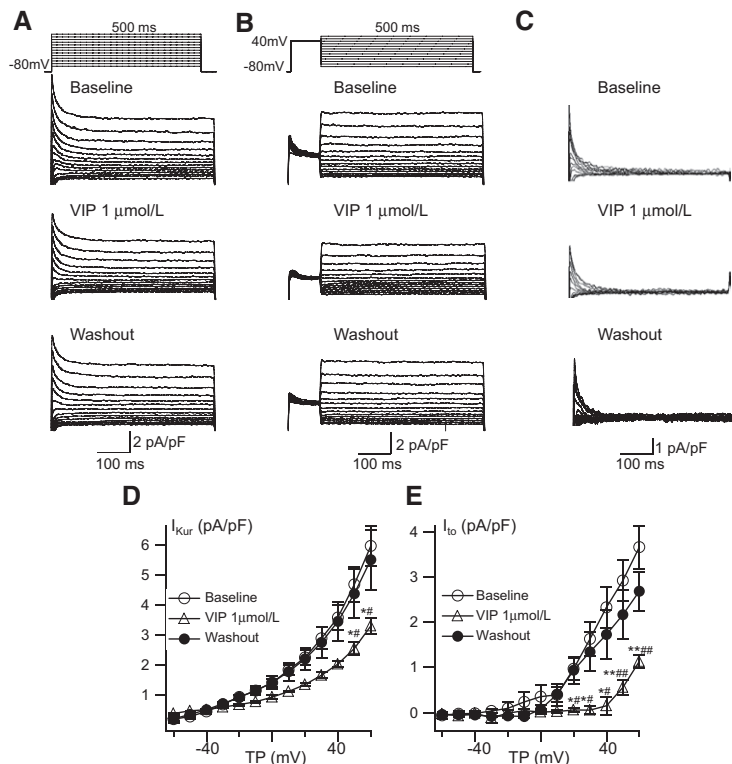 A
500 ms
-80mV
Baseline
VIP 1 μmol/L
Washout
2 pA/pF
100 ms
B
500 ms
40mV
-80mV
Baseline
VIP 1 μmol/L
Washout
2 pA/pF
100 ms
C
Baseline
VIP 1 μmol/L
Washout
1 pA/pF
100 ms
D
IKur (pA/pF)
6
5
4
3
2
1
Baseline
VIP 1μmol/L
Washout
*#
*#
-40
40
TP (mV)
E
Ito (pA/pF)
4
3
2
1
0
Baseline
VIP 1μmol/L
Washout
**##
**##
*#
*#
*#
-40
40
TP (mV)